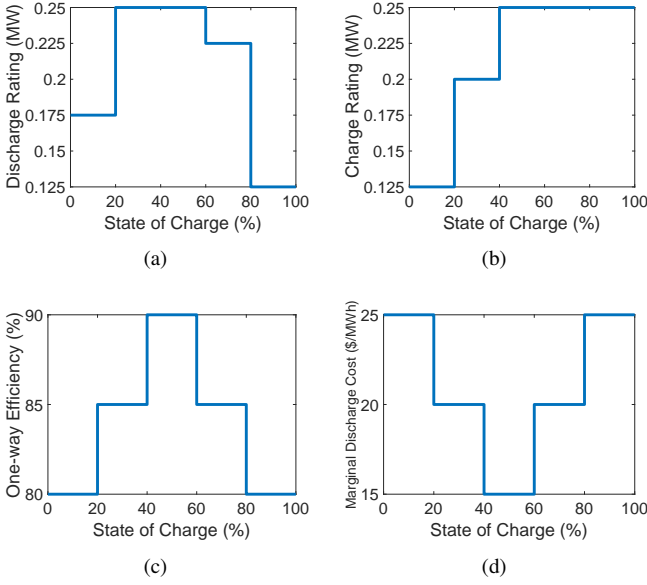 0.25
0.225
0.2
0.175
0.15
0.125
Discharge Rating (MW)
0 20 40 60 80 100
State of Charge (%)
(a)
0.25
0.225
0.2
0.175
0.15
0.125
Charge Rating (MW)
0 20 40 60 80 100
State of Charge (%)
(b)
90
85
80
One-way Efficiency (%)
0 20 40 60 80 100
State of Charge (%)
(c)
25
20
15
Marginal Discharge Cost ($/MWh)
0 20 40 60 80 100
State of Charge (%)
(d)